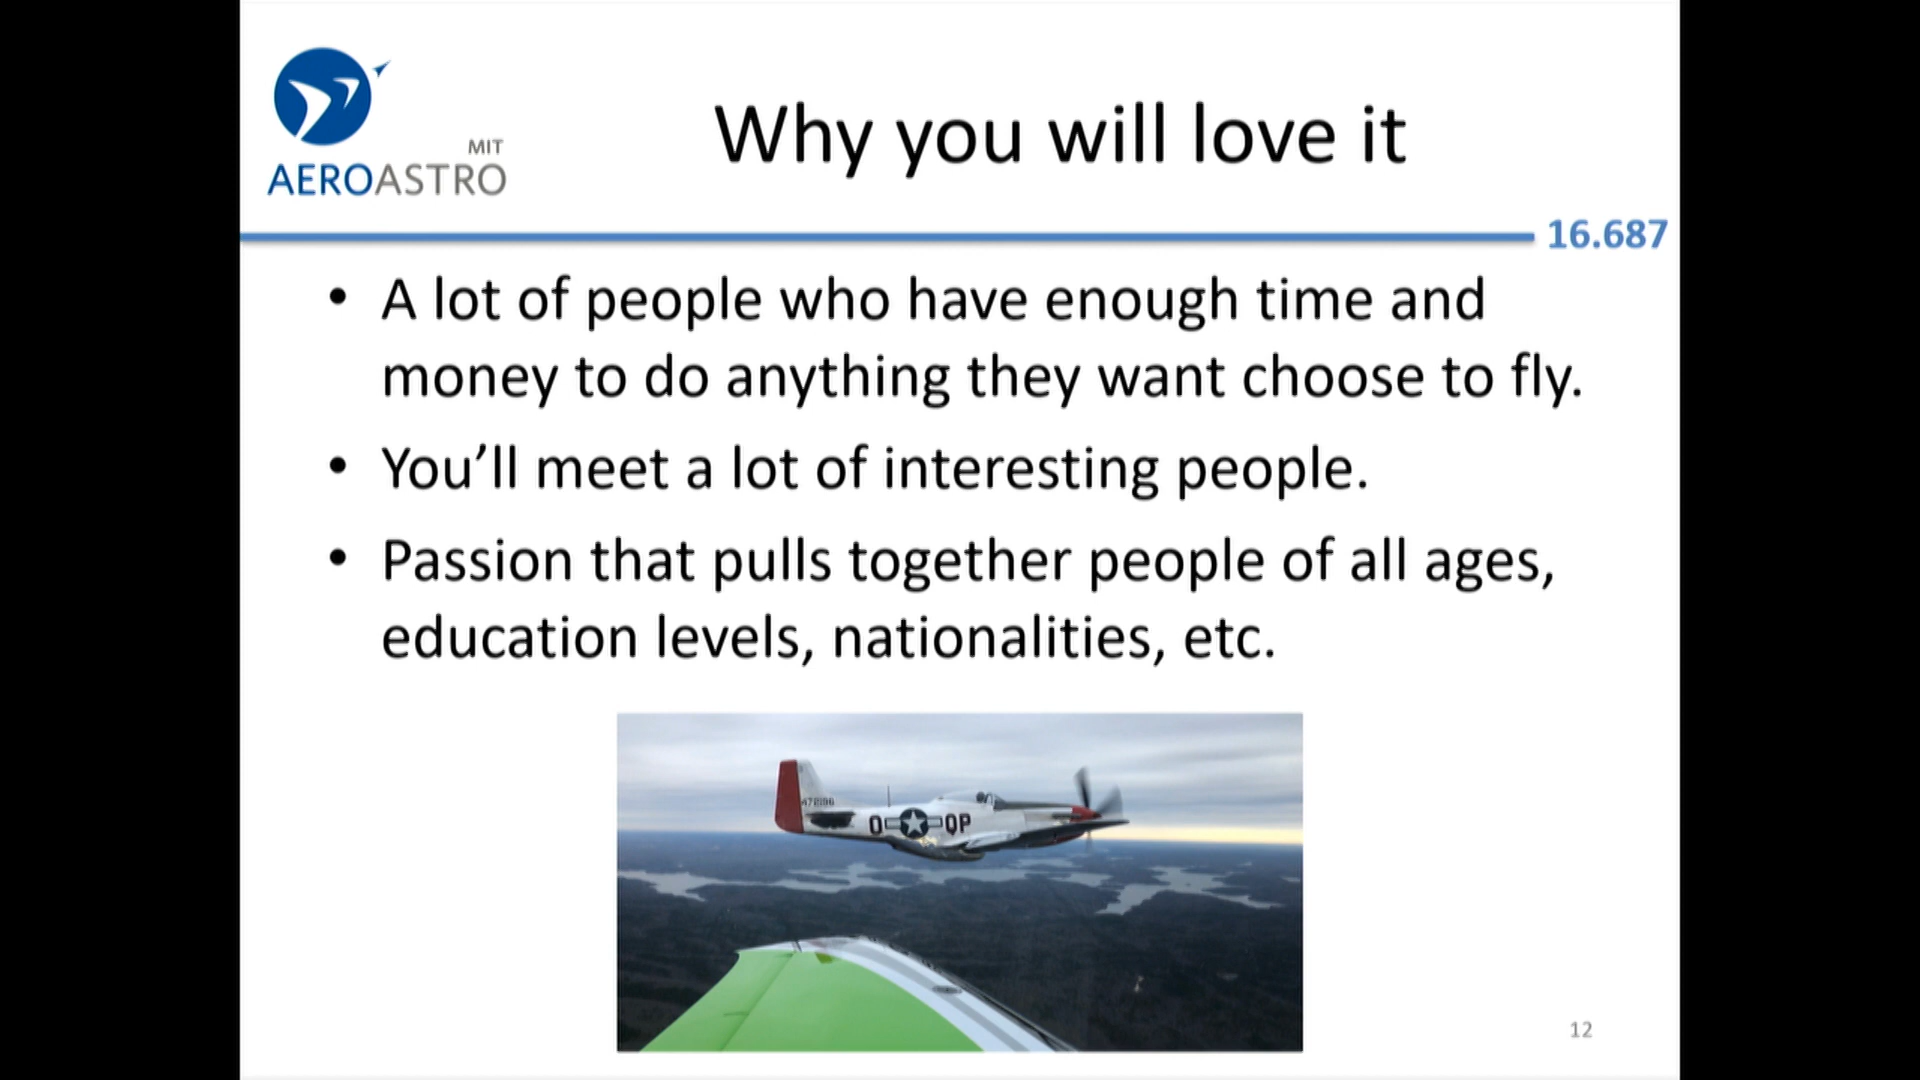 MIT
AEROASTRO
Why you will love it
16.687
• A lot of people who have enough time and
money to do anything they want choose to fly.
• You’ll meet a lot of interesting people.
• Passion that pulls together people of all ages,
education levels, nationalities, etc.
472196
O QP
12